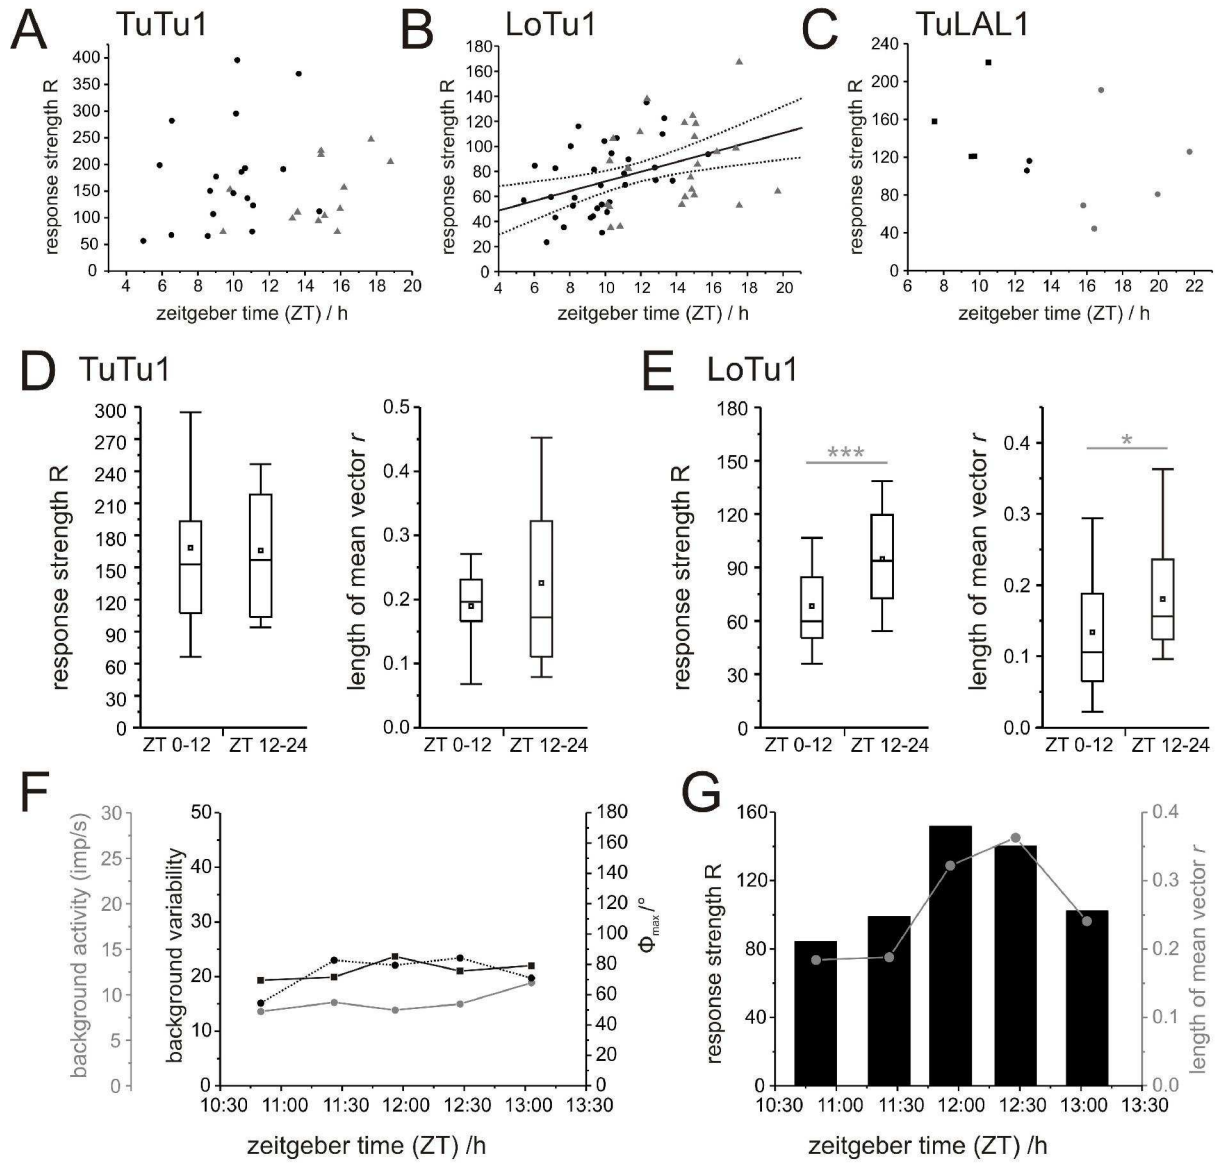 A TuTu1
response strength R
400
350
300
250
200
150
100
50
0
4 6 8 10 12 14 16 18 20
zeitgeber time (ZT) / h
B LoTu1
response strength R
180
160
140
120
100
80
60
40
20
0
4 6 8 10 12 14 16 18 20
zeitgeber time (ZT) / h
C TuLAL1
response strength R
240
200
160
120
80
40
0
6 8 10 12 14 16 18 20 22
zeitgeber time (ZT) / h
D TuTu1
response strength R
300
270
240
210
180
150
120
90
60
30
0
ZT 0-12 ZT 12-24
length of mean vector r
0.5
0.4
0.3
0.2
0.1
0.0
ZT 0-12 ZT 12-24
E LoTu1
response strength R
180
150
120
90
60
30
0
***
ZT 0-12 ZT 12-24
length of mean vector r
0.4
0.3
0.2
0.1
0.0
*
ZT 0-12 ZT 12-24
F
background activity (imp/s)
30
25
20
15
10
5
0
background variability
50
40
30
20
10
0
180
160
140
120
100
80
60
40
20
0
Φmax /°
10:30 11:00 11:30 12:00 12:30 13:00 13:30
zeitgeber time (ZT) /h
G
response strength R
160
120
80
40
0
0.4
0.3
0.2
0.1
0.0
length of mean vector r
10:30 11:00 11:30 12:00 12:30 13:00 13:30
zeitgeber time (ZT) /h